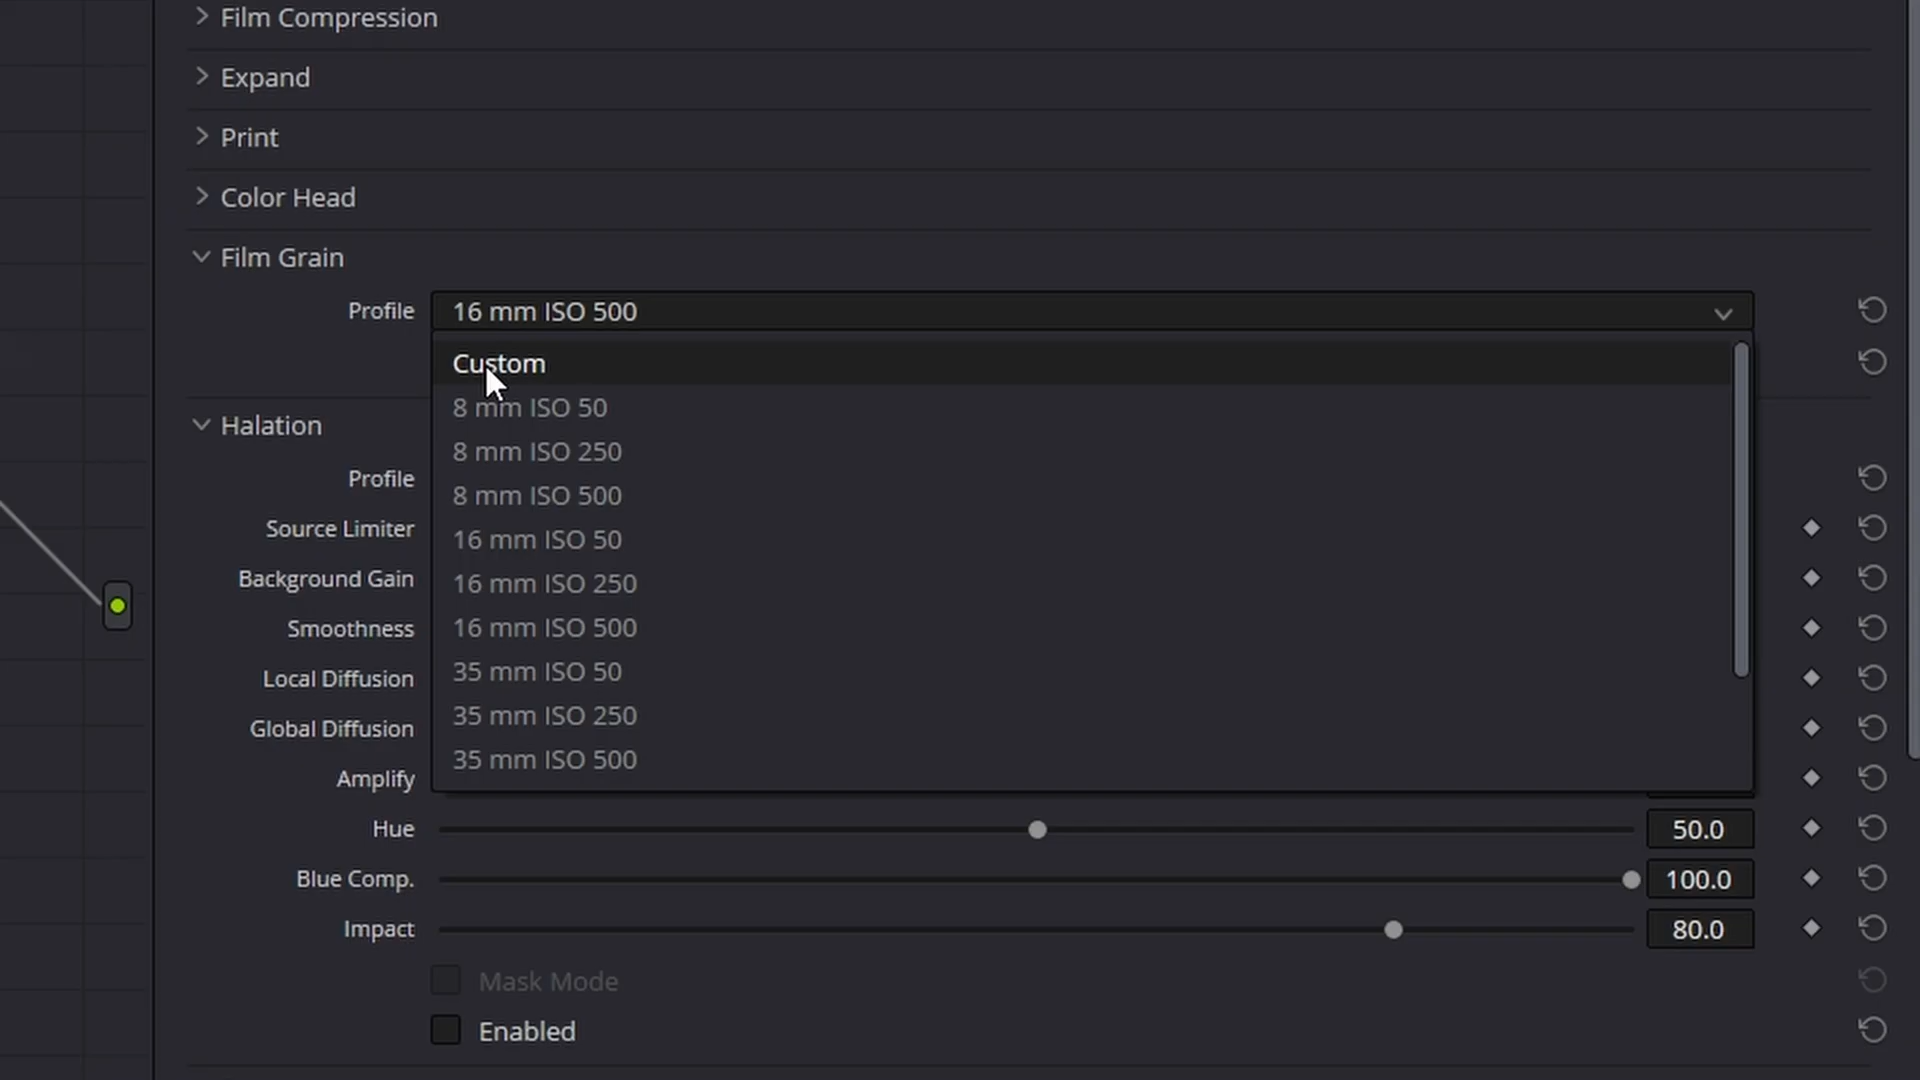 Film Compression
Expand
Print
Color Head
Film Grain
Profile 16 mm ISO 500
Custom
8 mm ISO 50
Halation
8 mm ISO 250
Profile
8 mm ISO 500
Source Limiter
16 mm ISO 50
Background Gain
16 mm ISO 250
Smoothness
16 mm ISO 500
Local Diffusion
35 mm ISO 50
Global Diffusion
35 mm ISO 250
Amplify
35 mm ISO 500
Hue 50.0
Blue Comp. 100.0
Impact 80.0
Mask Mode
Enabled